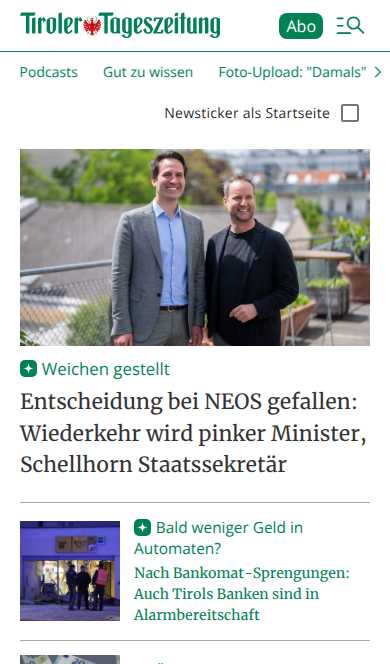 Tiroler Tageszeitung
Abo
Podcasts Gut zu wissen Foto-Upload: "Damals"
Newsticker als Startseite
Weichen gestellt
Entscheidung bei NEOS gefallen:
Wiederkehr wird pinker Minister,
Schellhorn Staatssekretär
Bald weniger Geld in
Automaten?
Nach Bankomat-Sprengungen:
Auch Tirols Banken sind in
Alarmbereitschaft